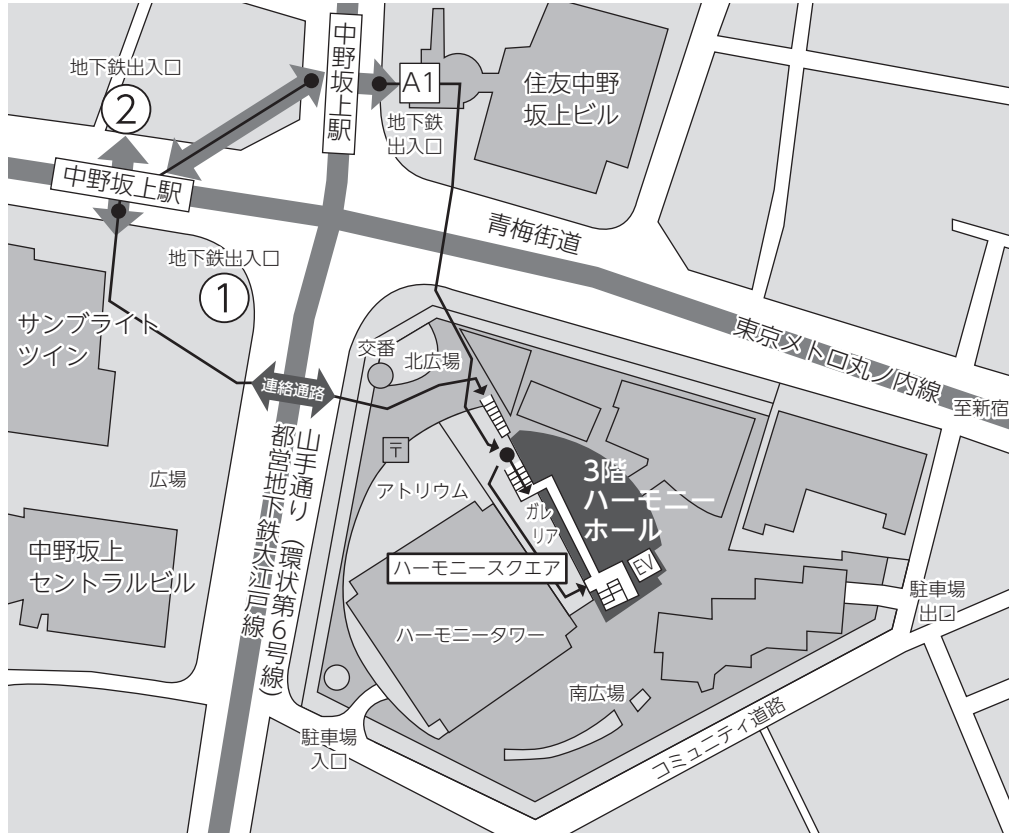 地下鉄出入口
②
中野坂上駅
A1
地下鉄
出入口
住友中野
坂上ビル
中野坂上駅
青梅街道
地下鉄出入口
①
サンブライト
ツイン
東京メトロ丸ノ内線
至新宿
交番
北広場
連絡通路
山手通り（環状第6号線）
都営地下鉄大江戸線
〒
アトリウム
広場
3階
ハーモニー
ホール
ガレ
リア
中野坂上
セントラルビル
ハーモニースクエア
EV
駐車場
出口
ハーモニータワー
南広場
駐車場
入口
コミュニティ道路